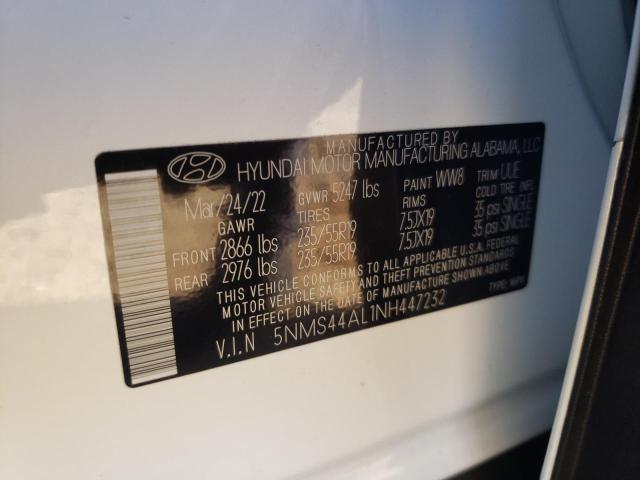 MANUFACTURED BY
HYUNDAI MOTOR MANUFACTURING ALABAMA, LLC
Mar/24/22 GVWR 5247 lbs PAINT WW8 TRIM UUE
GAWR TIRES RIMS COLD TIRE INFL
FRONT 2866 lbs 235/55R19 7.5JX19 35 psi SINGLE
REAR 2976 lbs 235/55R19 7.5JX19 35 psi SINGLE
THIS VEHICLE CONFORMS TO ALL APPLICABLE U.S.A. FEDERAL
MOTOR VEHICLE SAFETY AND THEFT PREVENTION STANDARDS
IN EFFECT ON THE DATE OF MANUFACTURE SHOWN ABOVE
V.I.N 5NMS44AL1NH447232 TYPE: MPV